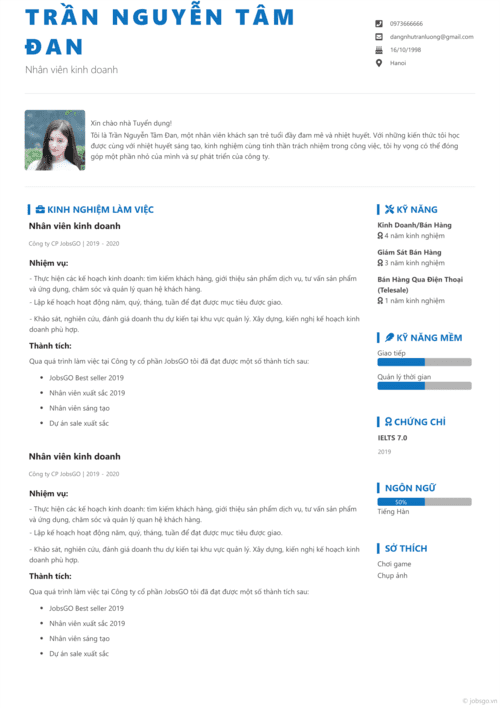 TRẦN NGUYỄN TÂM
ĐAN
Nhân viên kinh doanh
0973666666
dangnhutranluong@gmail.com
16/10/1998
Hanoi
Xin chào nhà Tuyển dụng!
Tôi là Trần Nguyễn Tâm Đan, một nhân viên khách sạn trẻ tuổi đầy đam mê và nhiệt huyết. Với những kiến thức tôi học
được cùng với nhiệt huyết sáng tạo, kinh nghiệm cùng tinh thần trách nhiệm trong công việc, tôi hy vọng có thể đóng
góp một phần nhỏ của mình và sự phát triển của công ty.
KINH NGHIỆM LÀM VIỆC
Nhân viên kinh doanh
Công ty CP JobsGO | 2019 - 2020
Nhiệm vụ:
- Thực hiện các kế hoạch kinh doanh: tìm kiếm khách hàng, giới thiệu sản phẩm dịch vụ, tư vấn sản phẩm
và ứng dụng, chăm sóc và quản lý quan hệ khách hàng.
- Lập kế hoạch hoạt động năm, quý, tháng, tuần để đạt được mục tiêu được giao.
- Khảo sát, nghiên cứu, đánh giá doanh thu dự kiến tại khu vực quản lý. Xây dựng, kiến nghị kế hoạch kinh
doanh phù hợp.
Thành tích:
Qua quá trình làm việc tại Công ty cổ phần JobsGO tôi đã đạt được một số thành tích sau:
JobsGO Best seller 2019
Nhân viên xuất sắc 2019
Nhân viên sáng tạo
Dự án sale xuất sắc
Nhân viên kinh doanh
Công ty CP JobsGO | 2019 - 2020
Nhiệm vụ:
- Thực hiện các kế hoạch kinh doanh: tìm kiếm khách hàng, giới thiệu sản phẩm dịch vụ, tư vấn sản phẩm
và ứng dụng, chăm sóc và quản lý quan hệ khách hàng.
- Lập kế hoạch hoạt động năm, quý, tháng, tuần để đạt được mục tiêu được giao.
- Khảo sát, nghiên cứu, đánh giá doanh thu dự kiến tại khu vực quản lý. Xây dựng, kiến nghị kế hoạch kinh
doanh phù hợp.
Thành tích:
Qua quá trình làm việc tại Công ty cổ phần JobsGO tôi đã đạt được một số thành tích sau:
JobsGO Best seller 2019
Nhân viên xuất sắc 2019
Nhân viên sáng tạo
Dự án sale xuất sắc
KỸ NĂNG
Kinh Doanh/Bán Hàng
4 năm kinh nghiệm
Giám Sát Bán Hàng
3 năm kinh nghiệm
Bán Hàng Qua Điện Thoại
(Telesale)
1 năm kinh nghiệm
KỸ NĂNG MỀM
Giao tiếp
Quản lý thời gian
CHỨNG CHỈ
IELTS 7.0
2019
NGÔN NGỮ
50%
Tiếng Hàn
SỞ THÍCH
Chơi game
Chụp ảnh
© jobsgo.vn